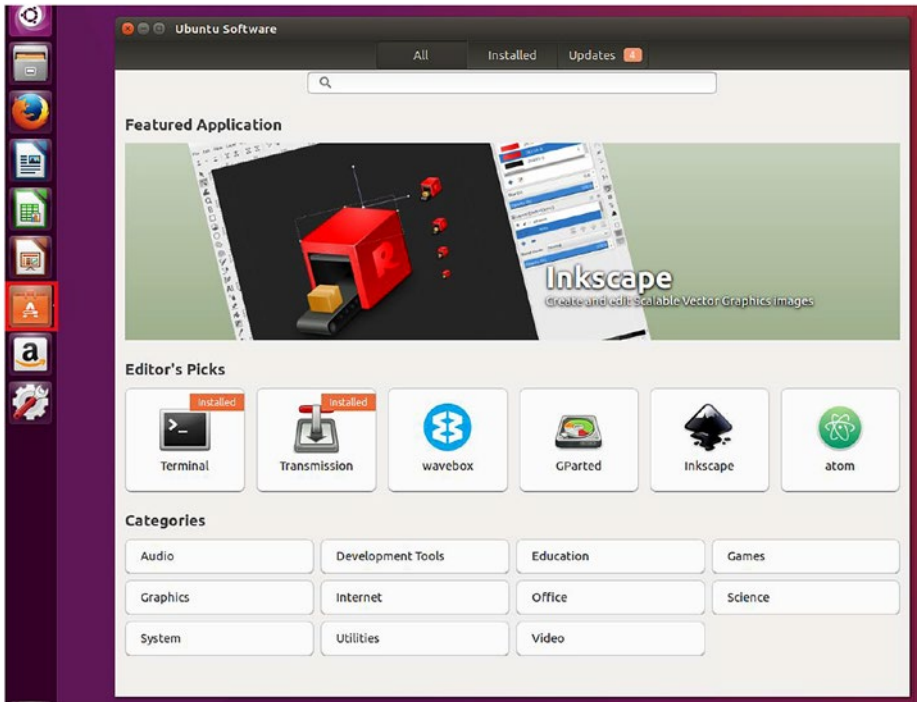 Ubuntu Software
All Installed Updates 4
Featured Application
Inkscape
Create and edit Scalable Vector Graphics images
Editor's Picks
Installed Installed
Terminal Transmission wavebox GParted Inkscape atom
Categories
Audio Development Tools Education Games
Graphics Internet Office Science
System Utilities Video